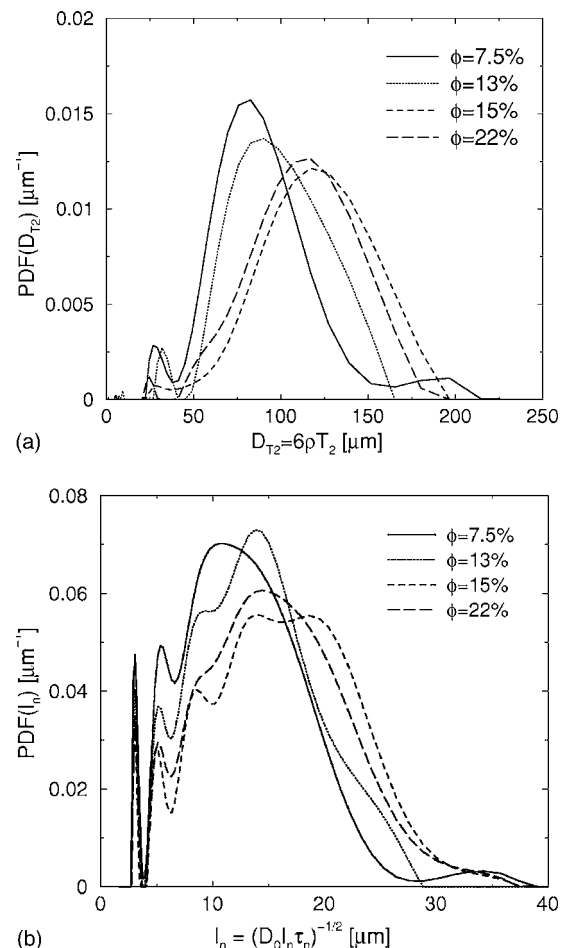 0.02
0.015
0.01
0.005
0
PDF(D_T2) [μm⁻¹]
ϕ=7.5%
ϕ=13%
ϕ=15%
ϕ=22%
0 50 100 150 200 250
D_T2=6ρT_2 [μm]
(a)
0.08
0.06
0.04
0.02
0
PDF(l_n) [μm⁻¹]
ϕ=7.5%
ϕ=13%
ϕ=15%
ϕ=22%
0 10 20 30 40
l_n = (D_0 I_n τ_n)^{-1/2} [μm]
(b)